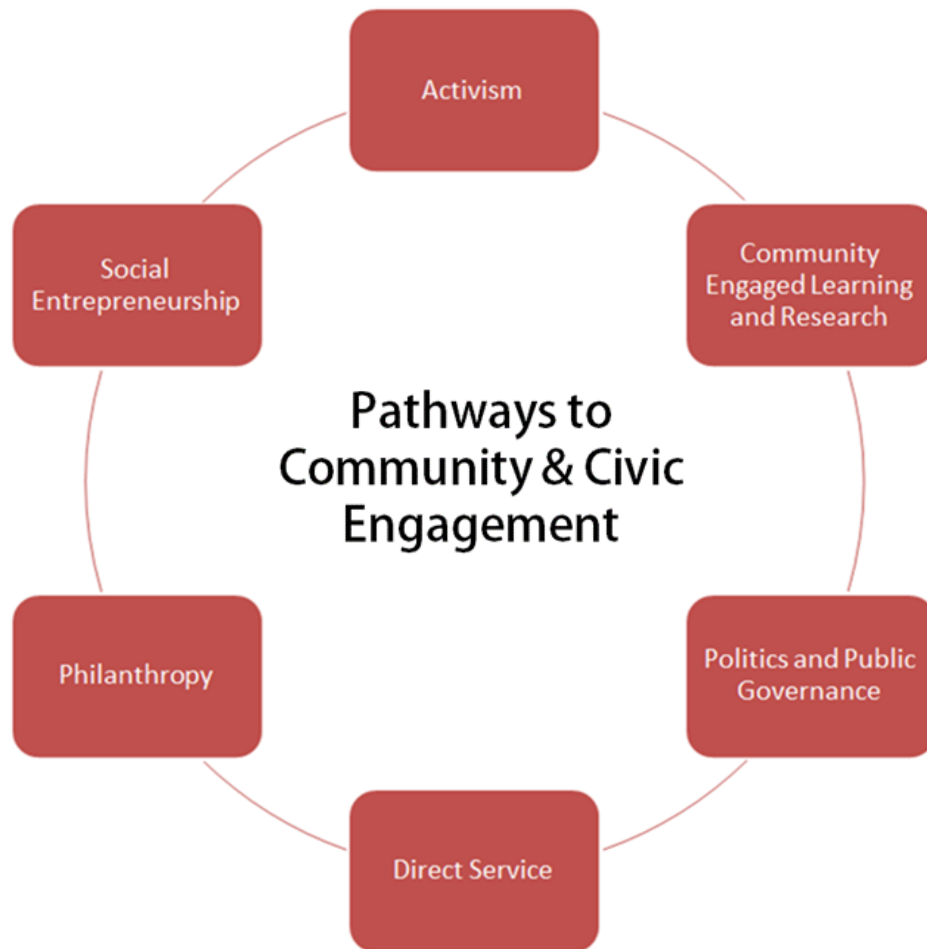 Activism
Community
Engaged Learning
and Research
Politics and Public
Governance
Direct Service
Philanthropy
Social
Entrepreneurship
Pathways to
Community & Civic
Engagement